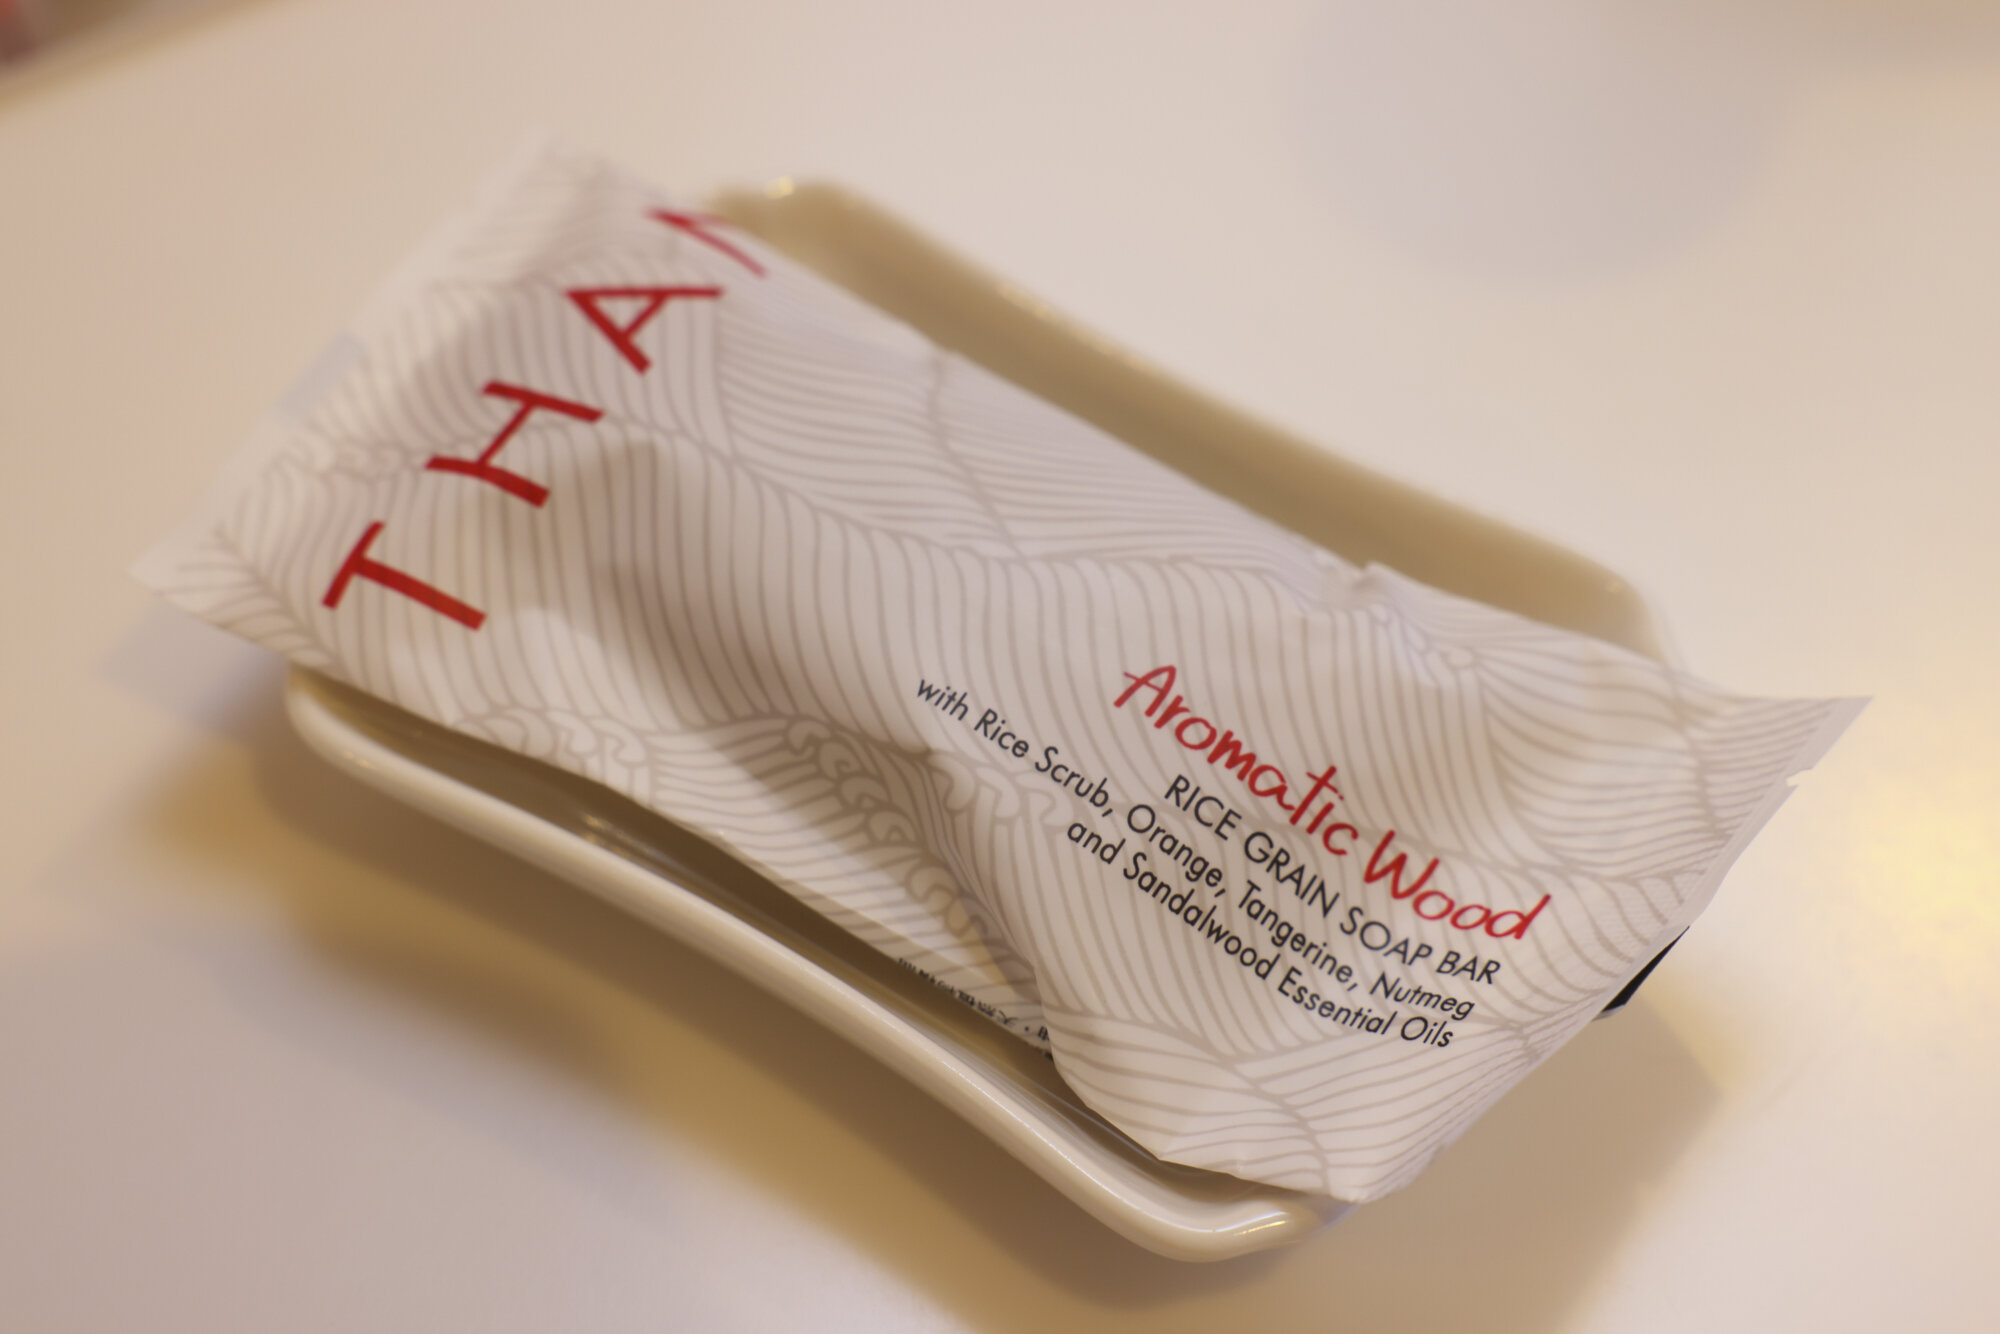 THA
Aromatic Wood
RICE GRAIN SOAP BAR
with Rice Scrub, Orange, Tangerine, Nutmeg
and Sandalwood Essential Oils